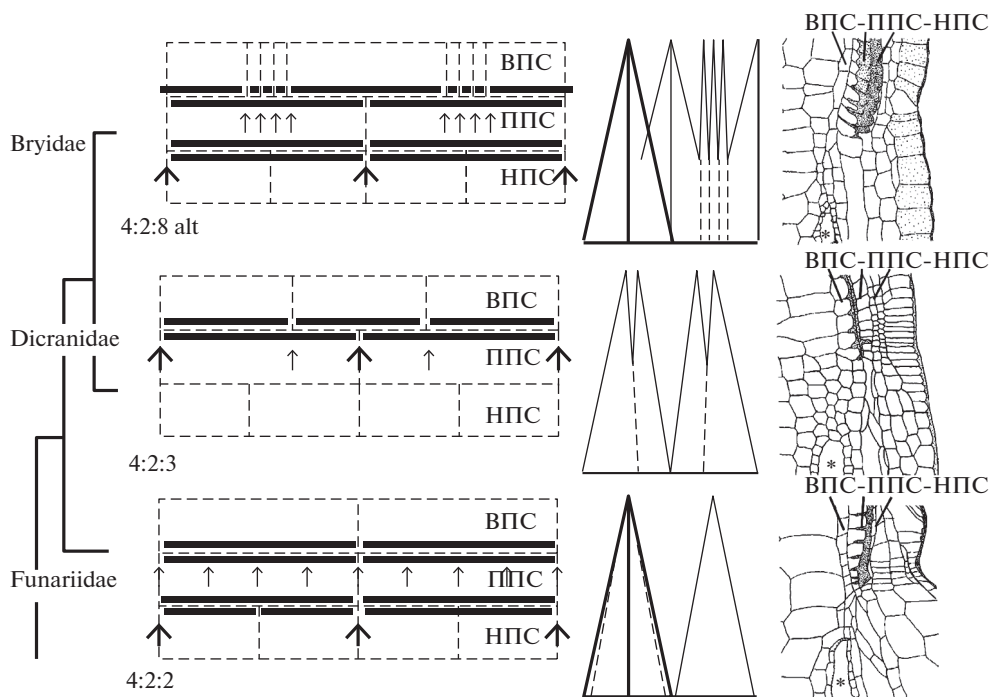 ВПС-ППС-НПС
ВПС
ППС
НПС
Bryidae
4:2:8 alt
*
ВПС-ППС-НПС
ВПС
Dicranidae
ППС
НПС
4:2:3
*
ВПС-ППС-НПС
ВПС
Funariidae
ППС
НПС
4:2:2
*